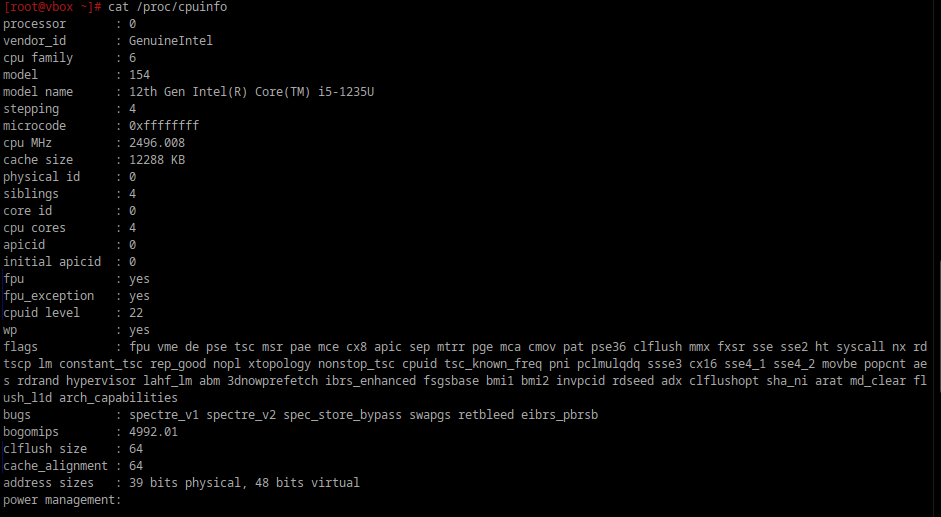 [root@vbox ~]# cat /proc/cpuinfo
processor       : 0
vendor_id       : GenuineIntel
cpu family      : 6
model           : 154
model name      : 12th Gen Intel(R) Core(TM) i5-1235U
stepping        : 4
microcode       : 0xffffffff
cpu MHz         : 2496.008
cache size      : 12288 KB
physical id     : 0
siblings        : 4
core id         : 0
cpu cores       : 4
apicid          : 0
initial apicid  : 0
fpu             : yes
fpu_exception   : yes
cpuid level     : 22
wp              : yes
flags           : fpu vme de pse tsc msr pae mce cx8 apic sep mtrr pge mca cmov pat pse36 clflush mmx fxsr sse sse2 ht syscall nx rd
tscp lm constant_tsc rep_good nopl xtopology nonstop_tsc cpuid tsc_known_freq pni pclmulqdq ssse3 cx16 sse4_1 sse4_2 movbe popcnt ae
s rdrand hypervisor lahf_lm abm 3dnowprefetch ibrs_enhanced fsgsbase bmi1 bmi2 invpcid rdseed adx clflushopt sha_ni arat md_clear fl
ush_l1d arch_capabilities
bugs            : spectre_v1 spectre_v2 spec_store_bypass swapgs retbleed eibrs_pbrsb
bogomips        : 4992.01
clflush size    : 64
cache_alignment : 64
address sizes   : 39 bits physical, 48 bits virtual
power management: